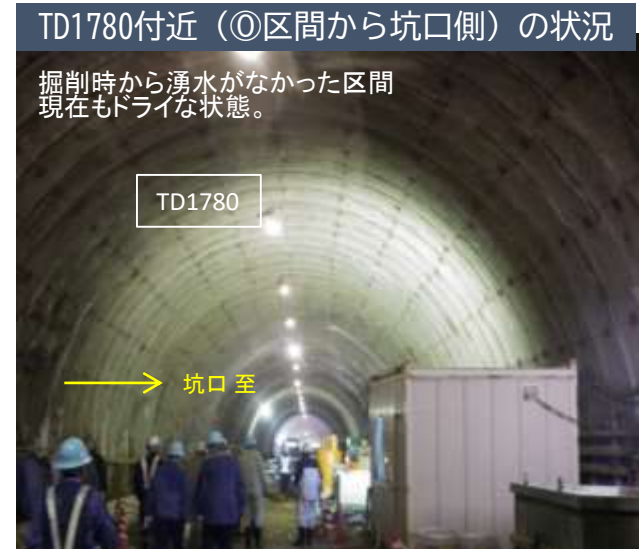 TD1780付近（⓪区間から坑口側）の状況
掘削時から湧水がなかった区間
現在もドライな状態。
TD1780
坑口 至